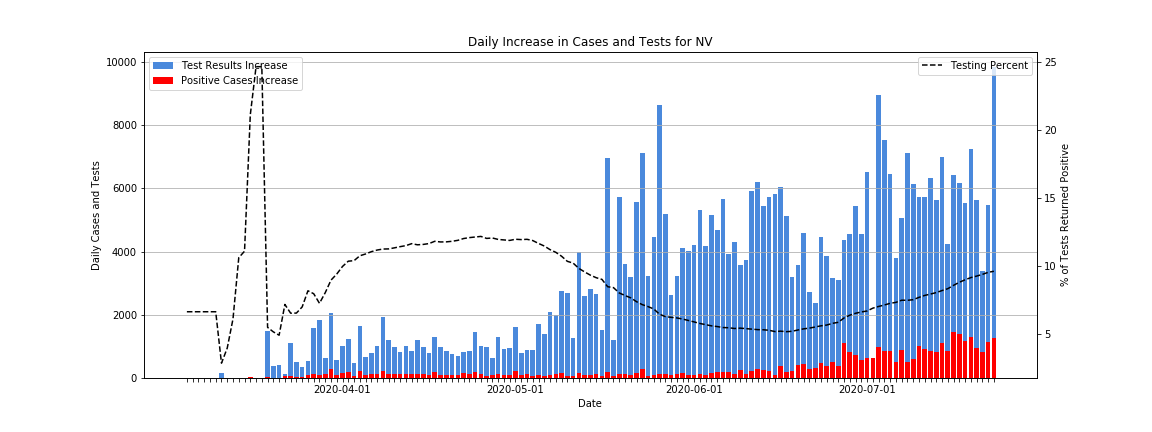 Daily Increase in Cases and Tests for NV
Test Results Increase
Positive Cases Increase
Testing Percent
10000
8000
6000
4000
2000
0
Daily Cases and Tests
25
20
15
10
5
% of Tests Returned Positive
2020-04-01
2020-05-01
2020-06-01
2020-07-01
Date